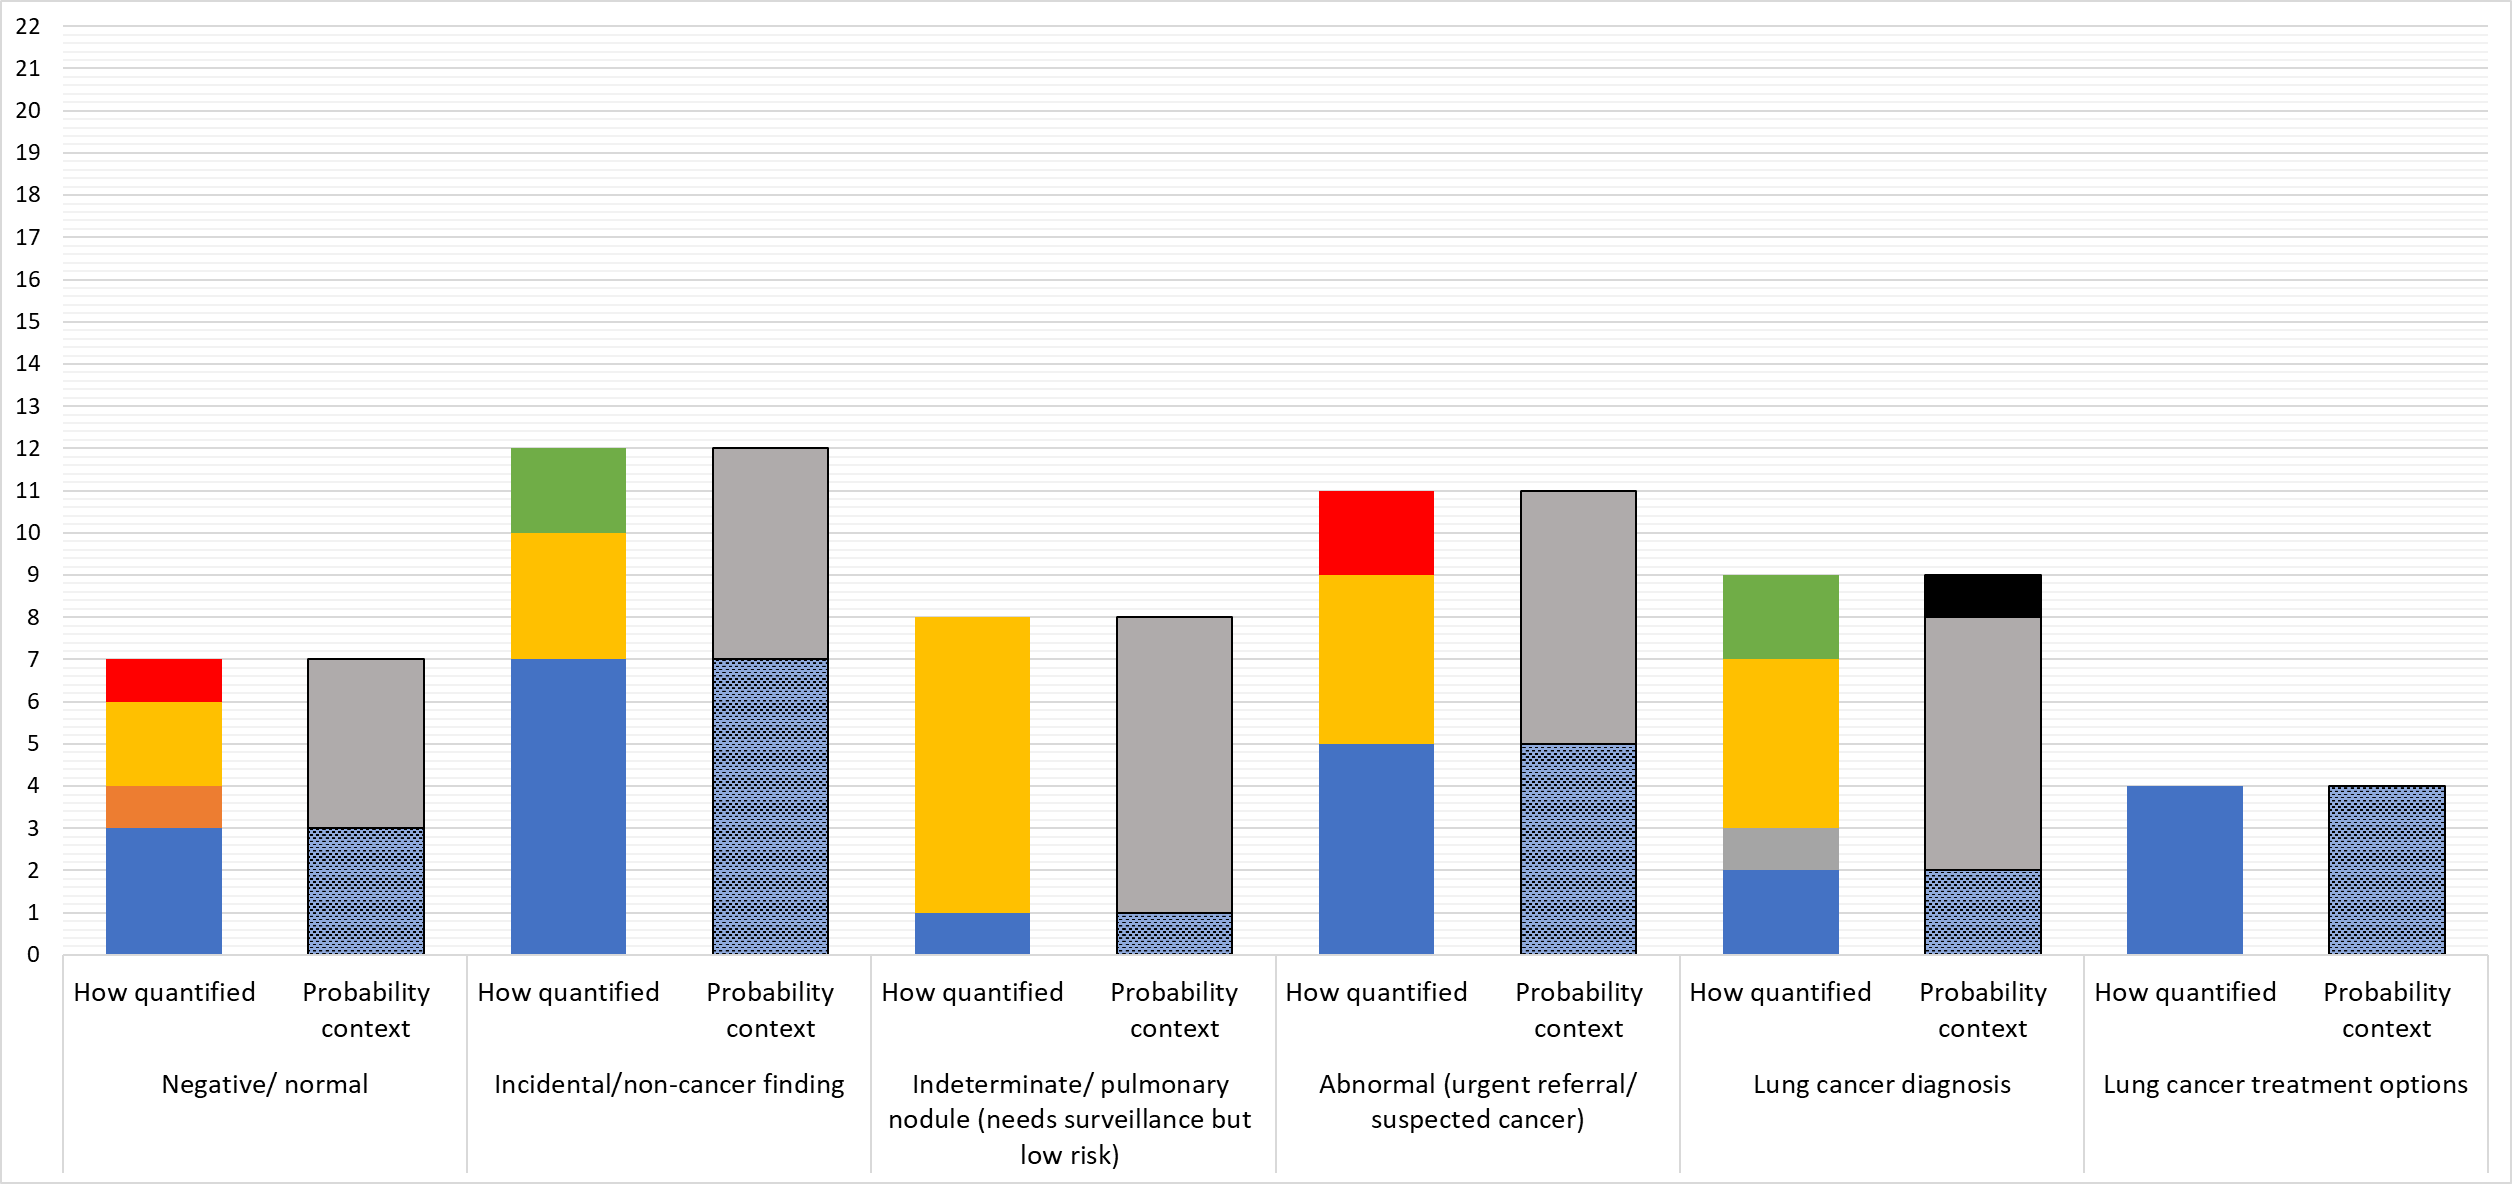 22
21
20
19
18
17
16
15
14
13
12
11
10
9
8
7
6
5
4
3
2
1
0
How quantified
Probability
context
How quantified
Probability
context
How quantified
Probability
context
How quantified
Probability
context
How quantified
Probability
context
How quantified
Probability
context
Negative/ normal
Incidental/non-cancer finding
Indeterminate/ pulmonary
nodule (needs surveillance but
low risk)
Abnormal (urgent referral/
suspected cancer)
Lung cancer diagnosis
Lung cancer treatment options